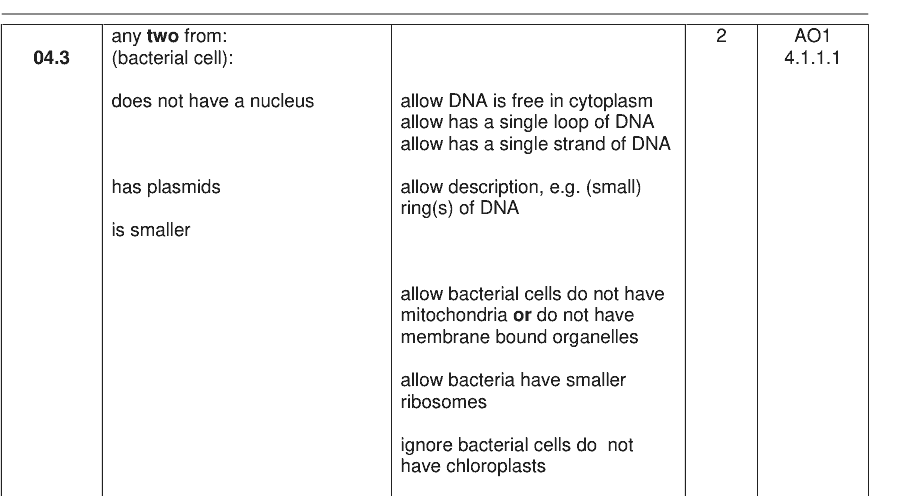 any two from: 2 AO1
04.3 (bacterial cell): 4.1.1.1
does not have a nucleus allow DNA is free in cytoplasm
allow has a single loop of DNA
allow has a single strand of DNA
has plasmids allow description, e.g. (small)
ring(s) of DNA
is smaller
allow bacterial cells do not have
mitochondria or do not have
membrane bound organelles
allow bacteria have smaller
ribosomes
ignore bacterial cells do not
have chloroplasts